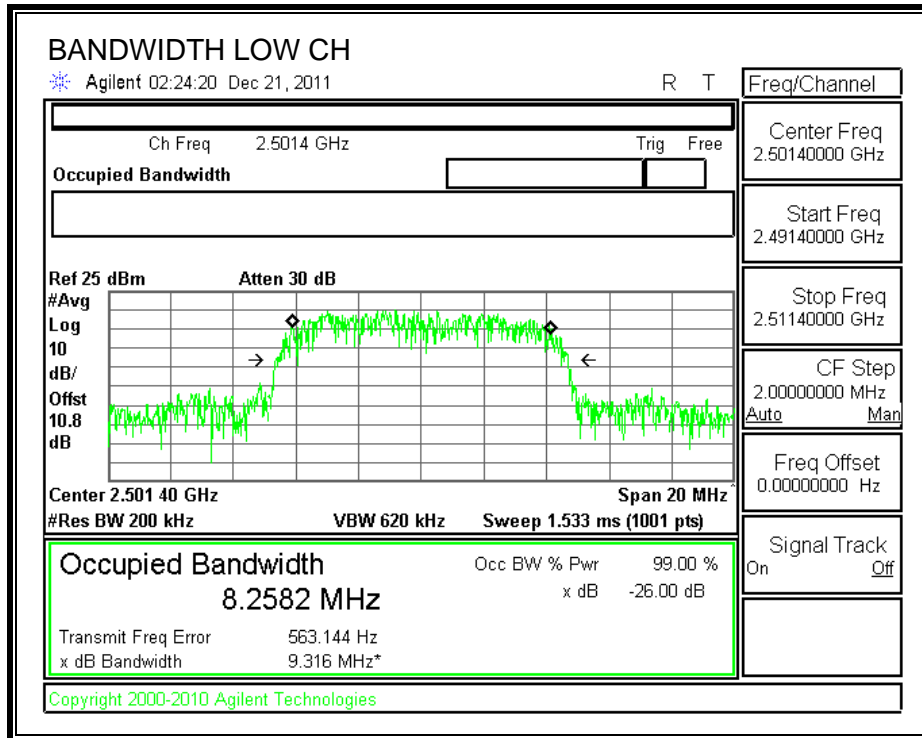 BANDWIDTH LOW CH
Agilent 02:24:20 Dec 21, 2011 R T
Freq/Channel
Ch Freq 2.5014 GHz Trig Free
Occupied Bandwidth
Center Freq
2.50140000 GHz
Start Freq
2.49140000 GHz
Stop Freq
2.51140000 GHz
CF Step
2.00000000 MHz
Auto Man
Freq Offset
0.00000000 Hz
Signal Track
On Off
Ref 25 dBm Atten 30 dB
#Avg
Log
10
dB/
Offst
10.8
dB
Center 2.501 40 GHz Span 20 MHz^
#Res BW 200 kHz VBW 620 kHz Sweep 1.533 ms (1001 pts)
Occupied Bandwidth
8.2582 MHz
Occ BW % Pwr 99.00 %
x dB -26.00 dB
Transmit Freq Error 563.144 Hz
x dB Bandwidth 9.316 MHz*
Copyright 2000-2010 Agilent Technologies